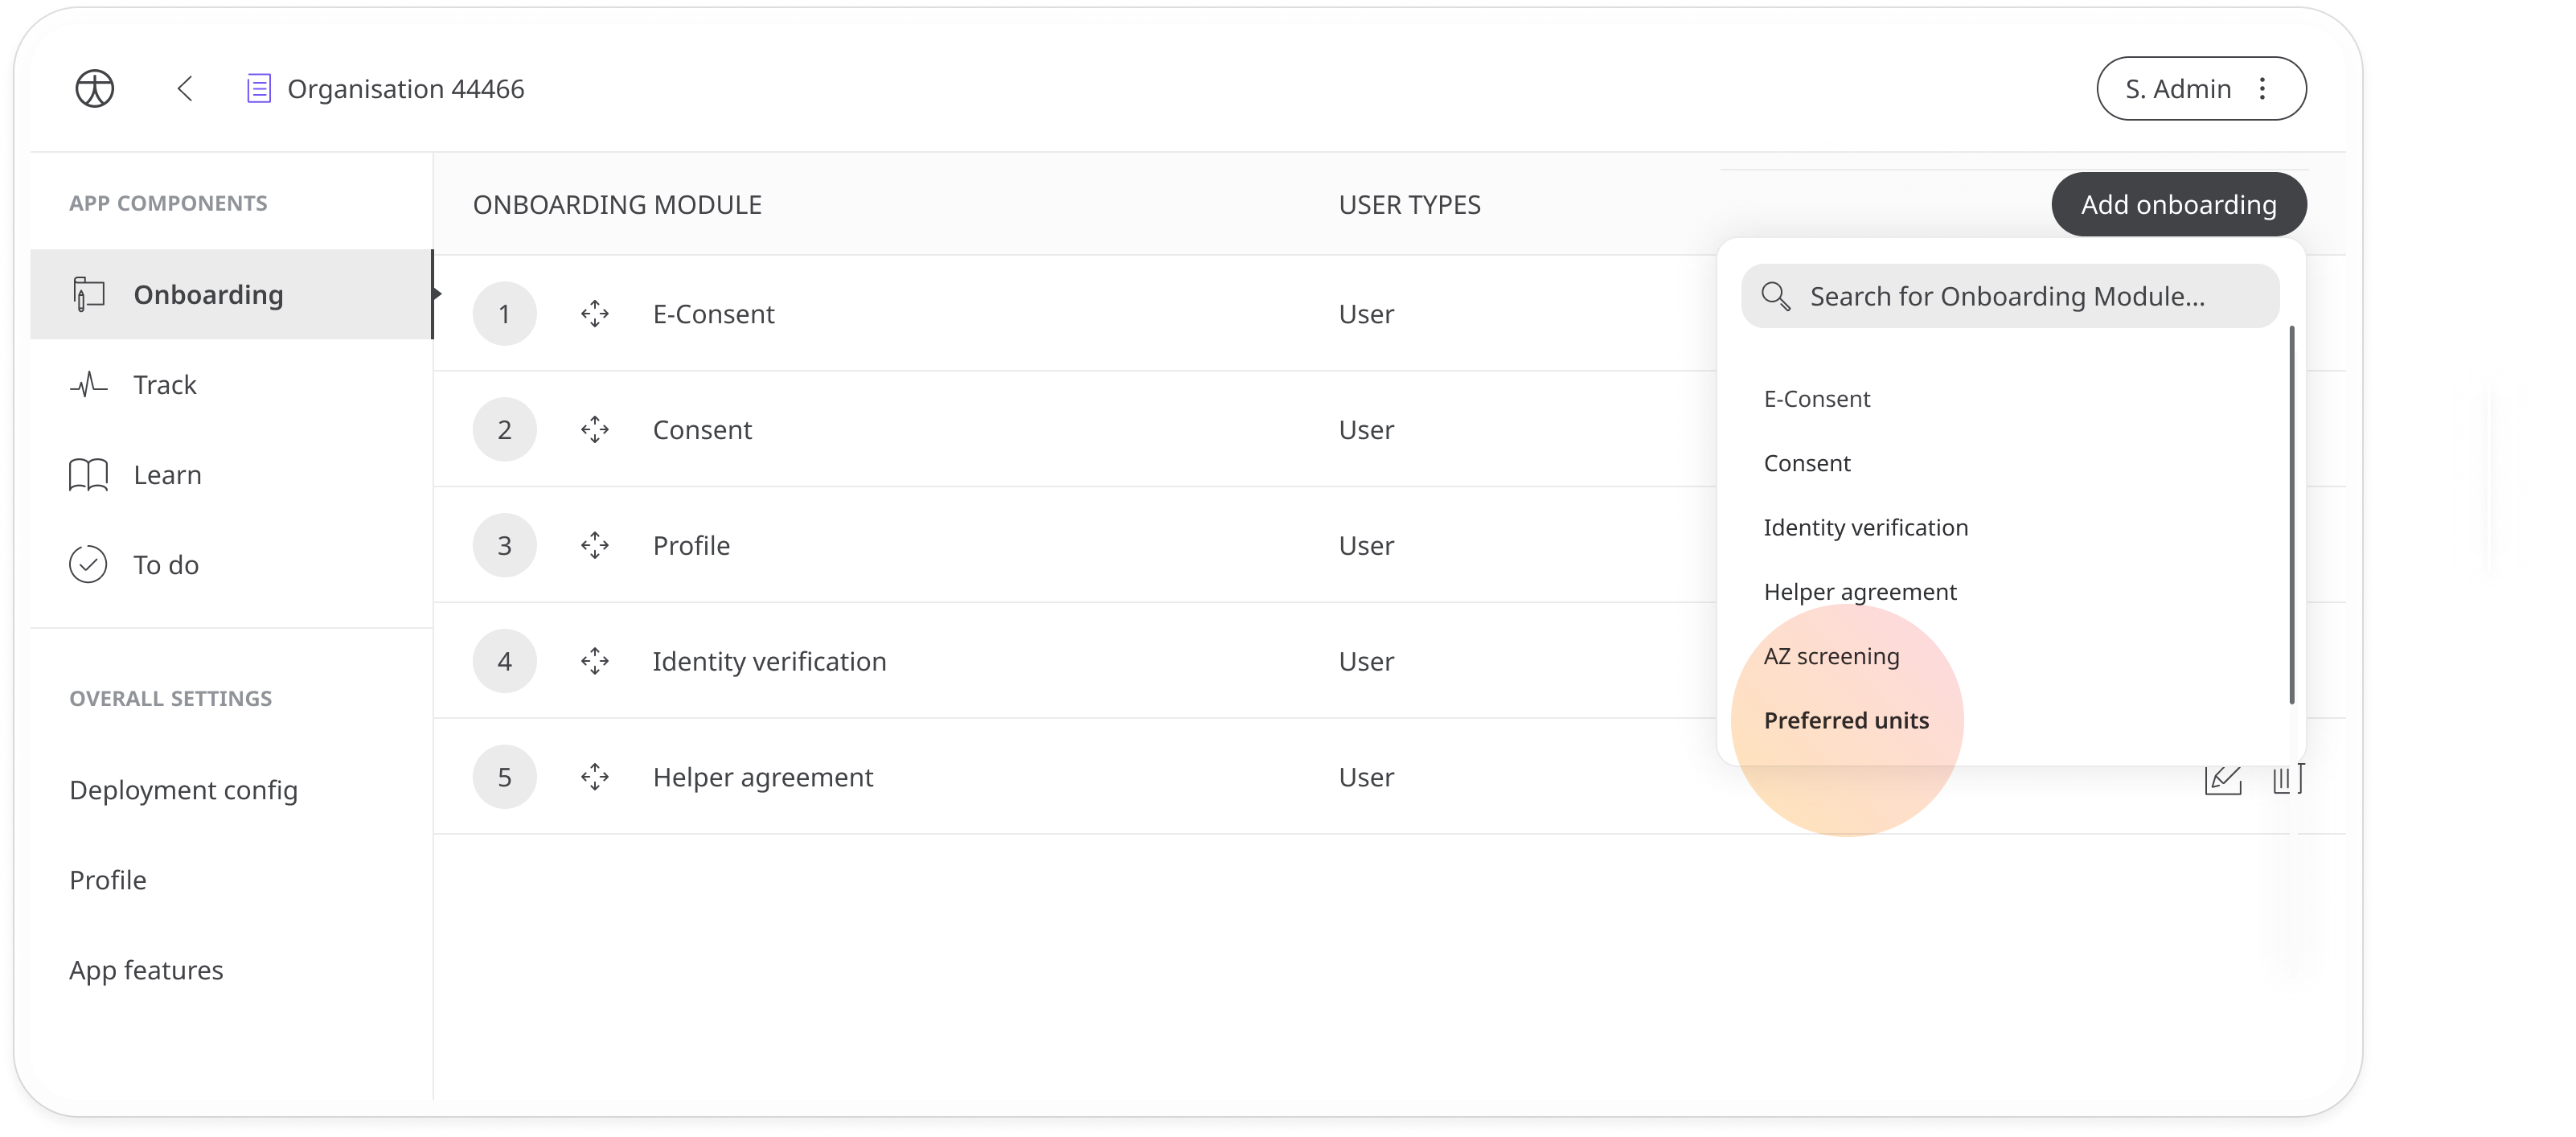 Organisation 44466
S. Admin
APP COMPONENTS
Onboarding
Track
Learn
To do
OVERALL SETTINGS
Deployment config
Profile
App features
ONBOARDING MODULE
USER TYPES
Add onboarding
1
E-Consent
User
2
Consent
User
3
Profile
User
4
Identity verification
User
5
Helper agreement
User
Search for Onboarding Module...
E-Consent
Consent
Identity verification
Helper agreement
AZ screening
Preferred units